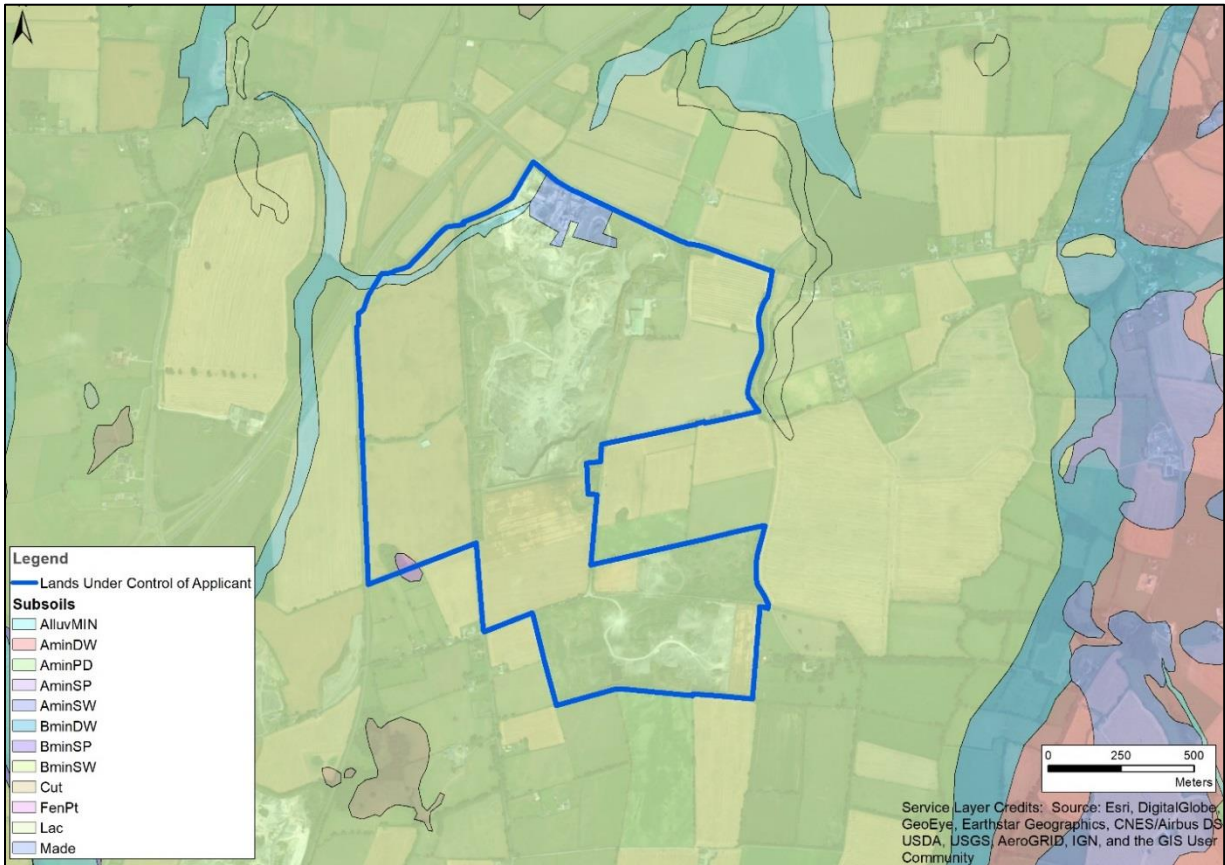 Legend
Lands Under Control of Applicant
Subsoils
AlluvMIN
AminDW
AminPD
AminSP
AminSW
BminDW
BminSP
BminSW
Cut
FenPt
Lac
Made
0 250 500
Meters
Service Layer Credits: Source: Esri, DigitalGlobe,
GeoEye, Earthstar Geographics, CNES/Airbus DS,
USDA, USGS, AeroGRID, IGN, and the GIS User
Community